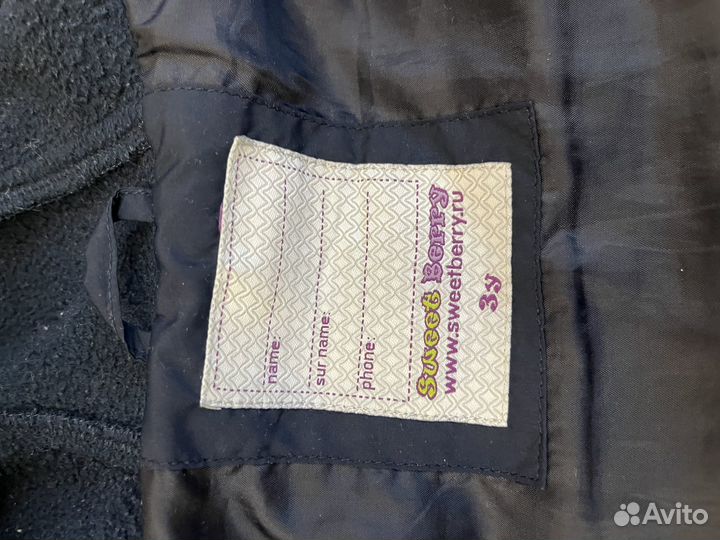 name:
sur name:
phone:
Sweet Berry
www.sweetberry.ru
3y
Avito